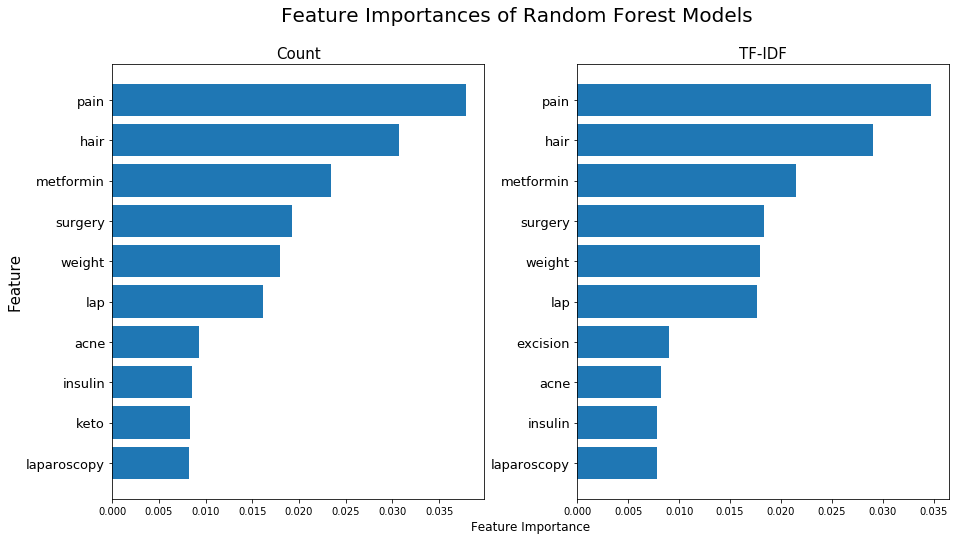 Feature Importances of Random Forest Models
Count
Feature
pain
hair
metformin
surgery
weight
lap
acne
insulin
keto
laparoscopy
0.000 0.005 0.010 0.015 0.020 0.025 0.030 0.035
TF-IDF
pain
hair
metformin
surgery
weight
lap
excision
acne
insulin
laparoscopy
0.000 0.005 0.010 0.015 0.020 0.025 0.030 0.035
Feature Importance